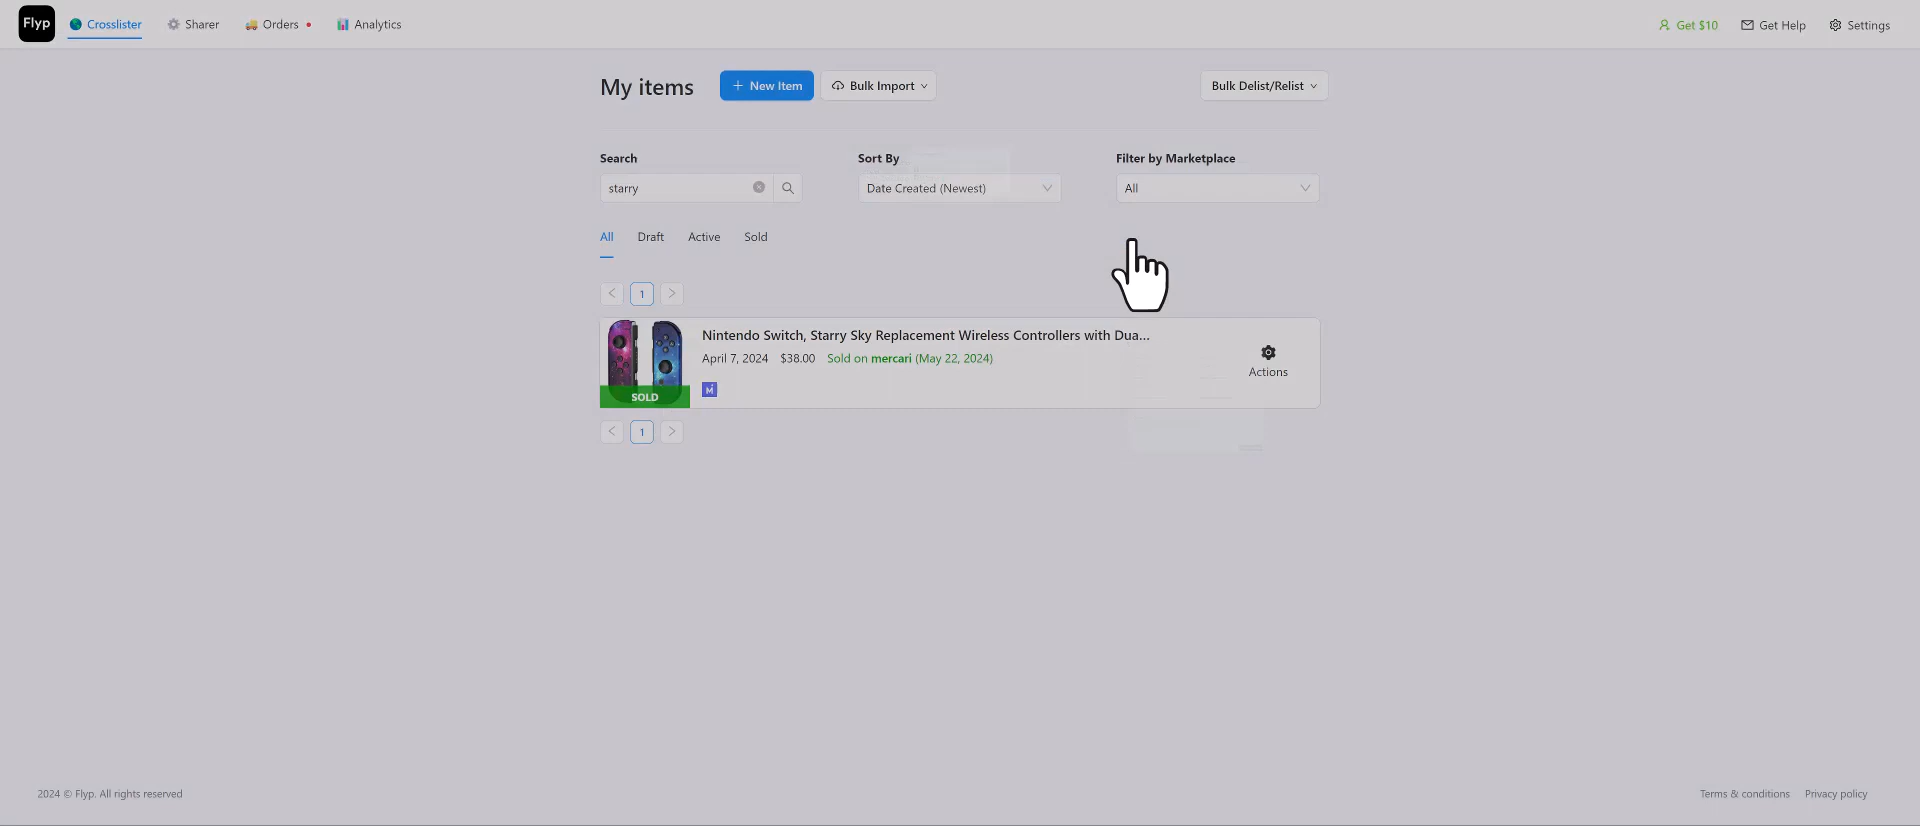 Flyp Crosslister Sharer Orders Analytics Get $10 Get Help Settings
My items New Item Bulk Import Bulk Delist/Relist
Search Sort By Filter by Marketplace
starry Date Created (Newest) All
All Draft Active Sold
1
Nintendo Switch, Starry Sky Replacement Wireless Controllers with Dua...
April 7, 2024 $38.00 Sold on mercari (May 22, 2024)
Actions
SOLD
1
2024 © Flyp. All rights reserved Terms & conditions Privacy policy